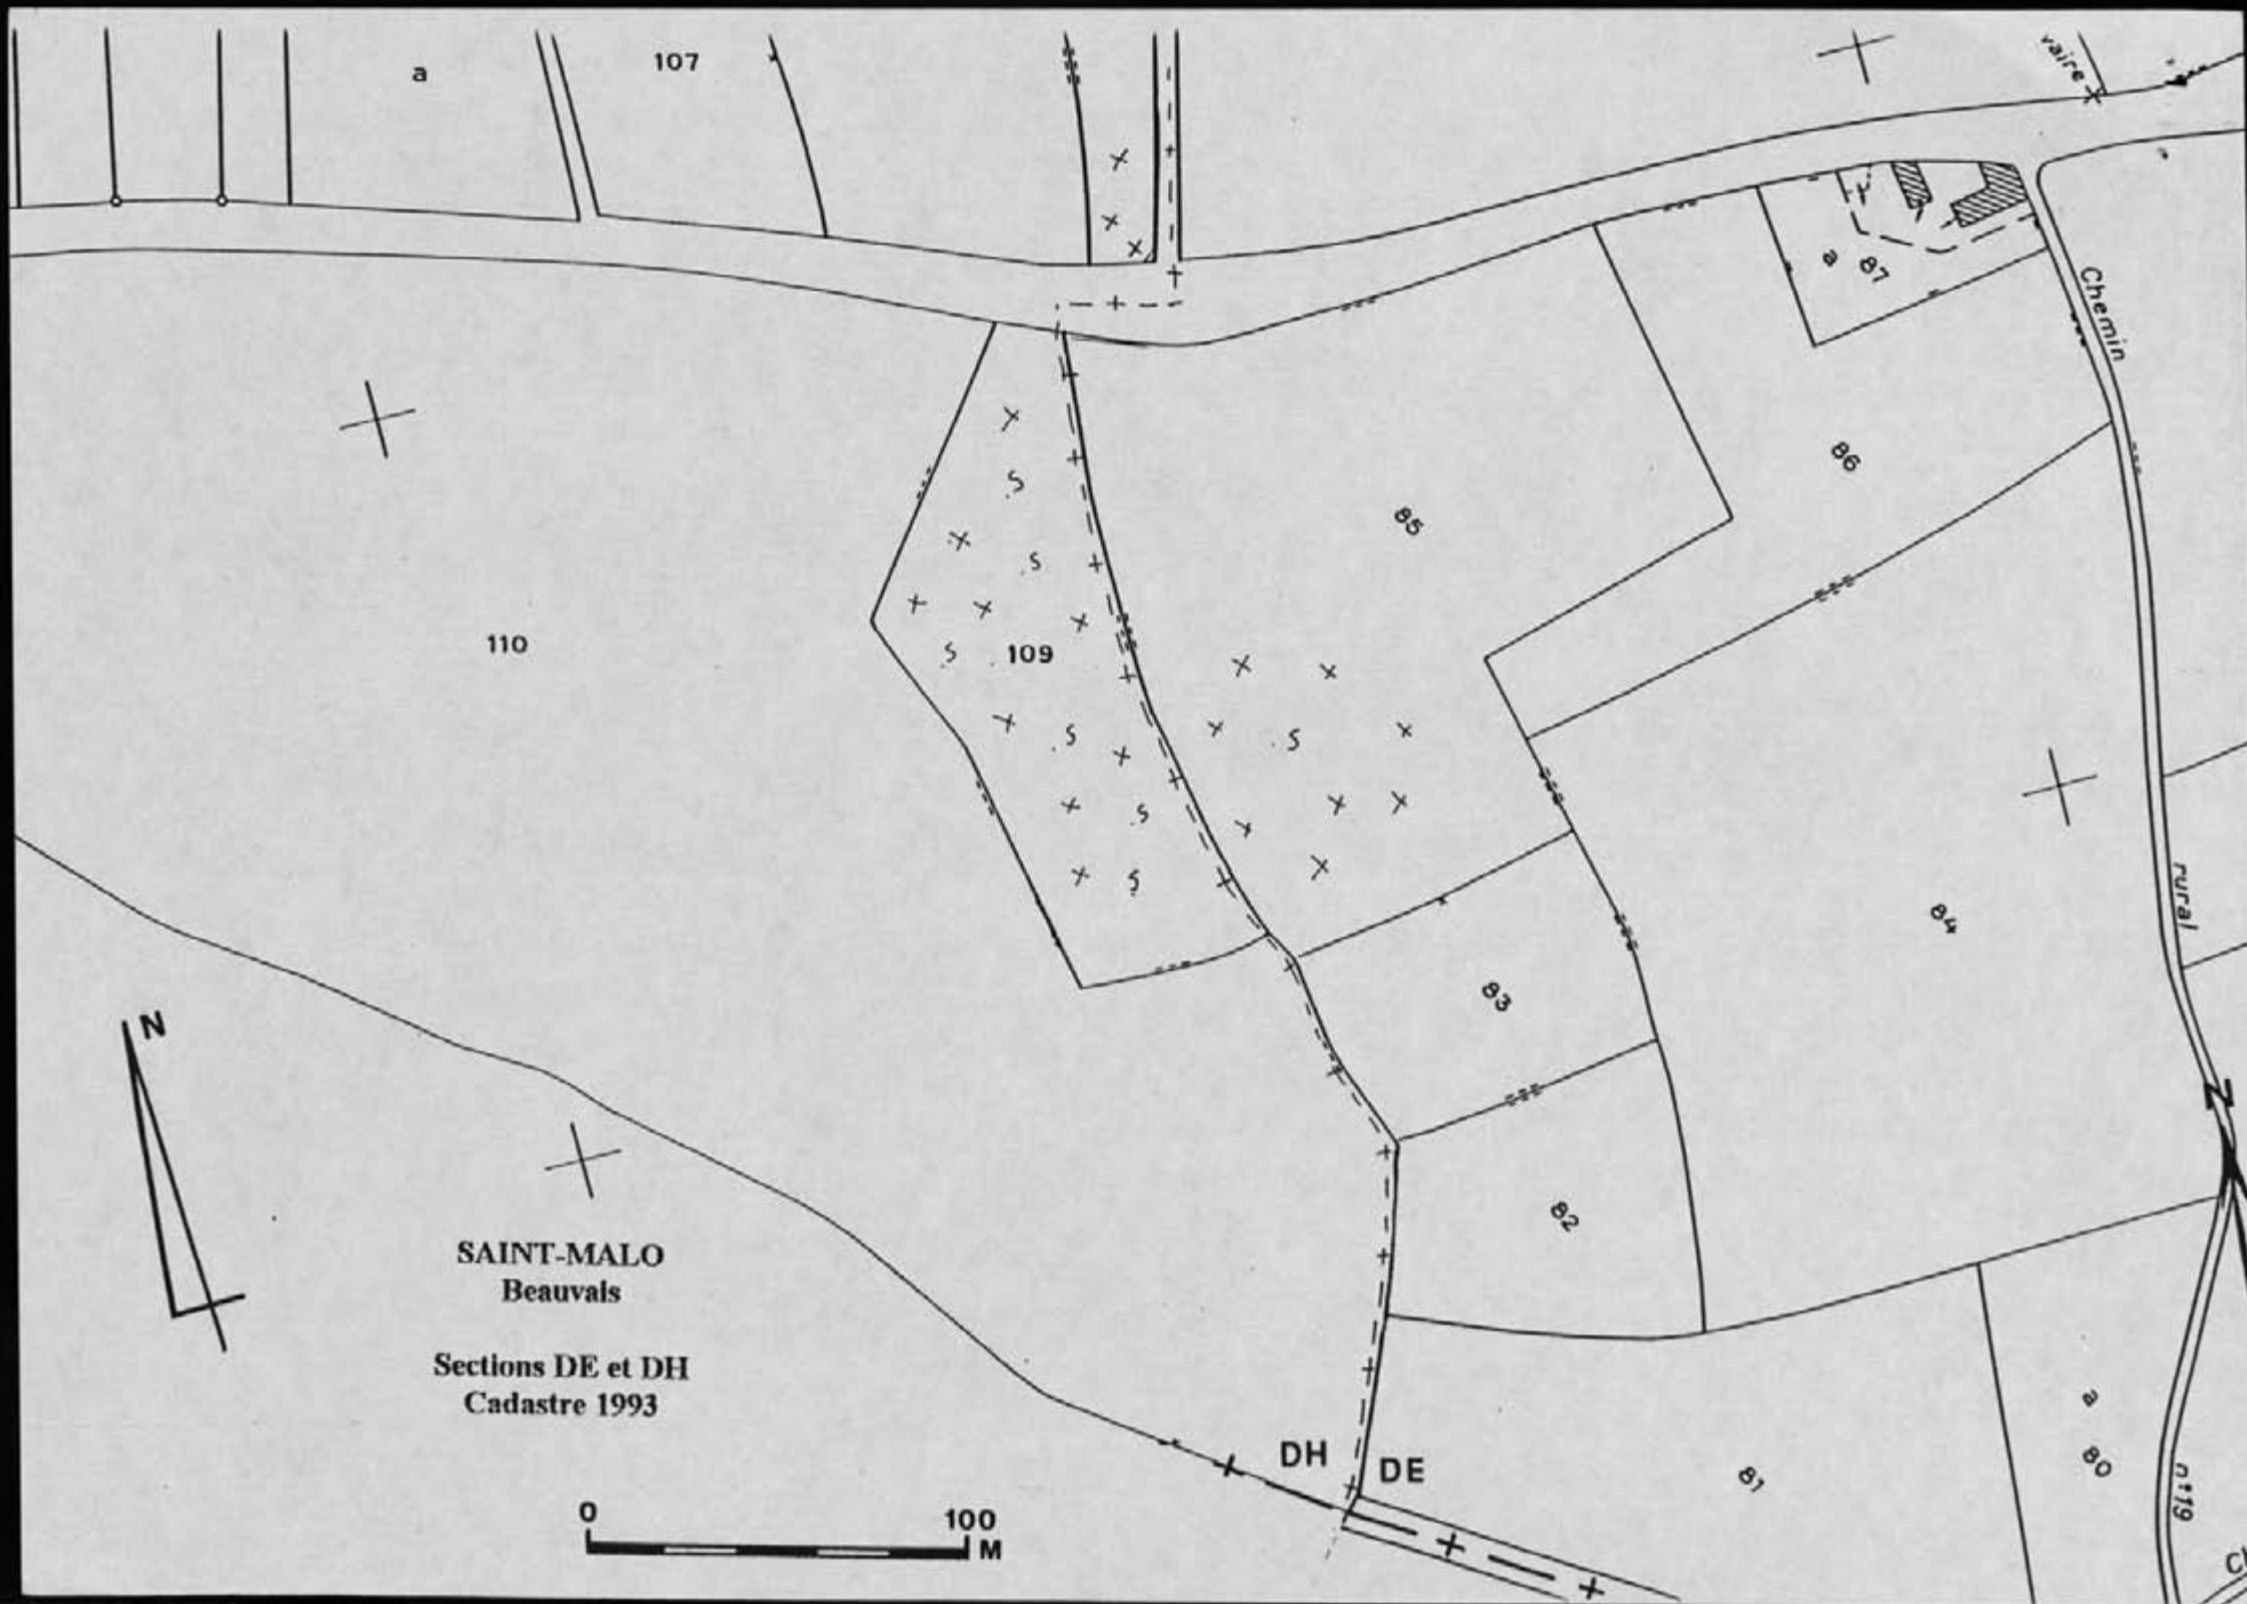 a
107
vaire
a
87
Chemin
86
85
110
109
84
rural
83
N
82
SAINT-MALO
Beauvais
Sections DE et DH
Cadastre 1993
a
80
81
DH
DE
n°19
0
100
M